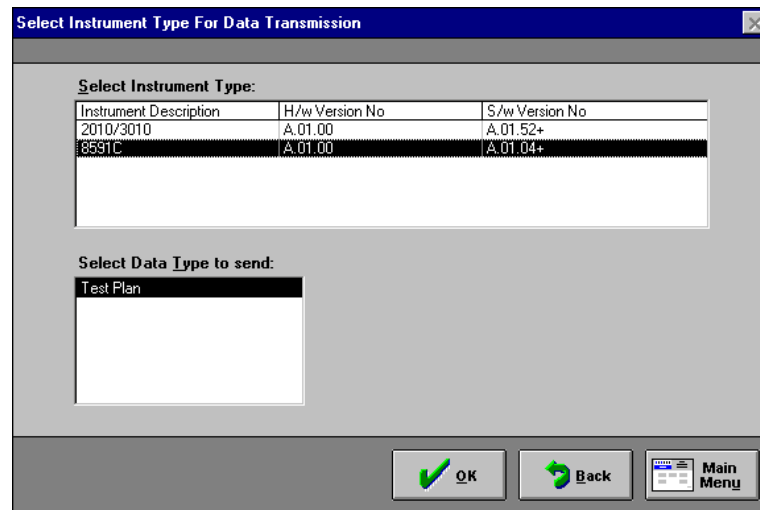 Select Instrument Type For Data Transmission
Select Instrument Type:
Instrument Description H/w Version No S/w Version No
2010/3010 A.01.00 A.01.52+
8591C A.01.00 A.01.04+
Select Data Type to send:
Test Plan
OK Back Main
Menu